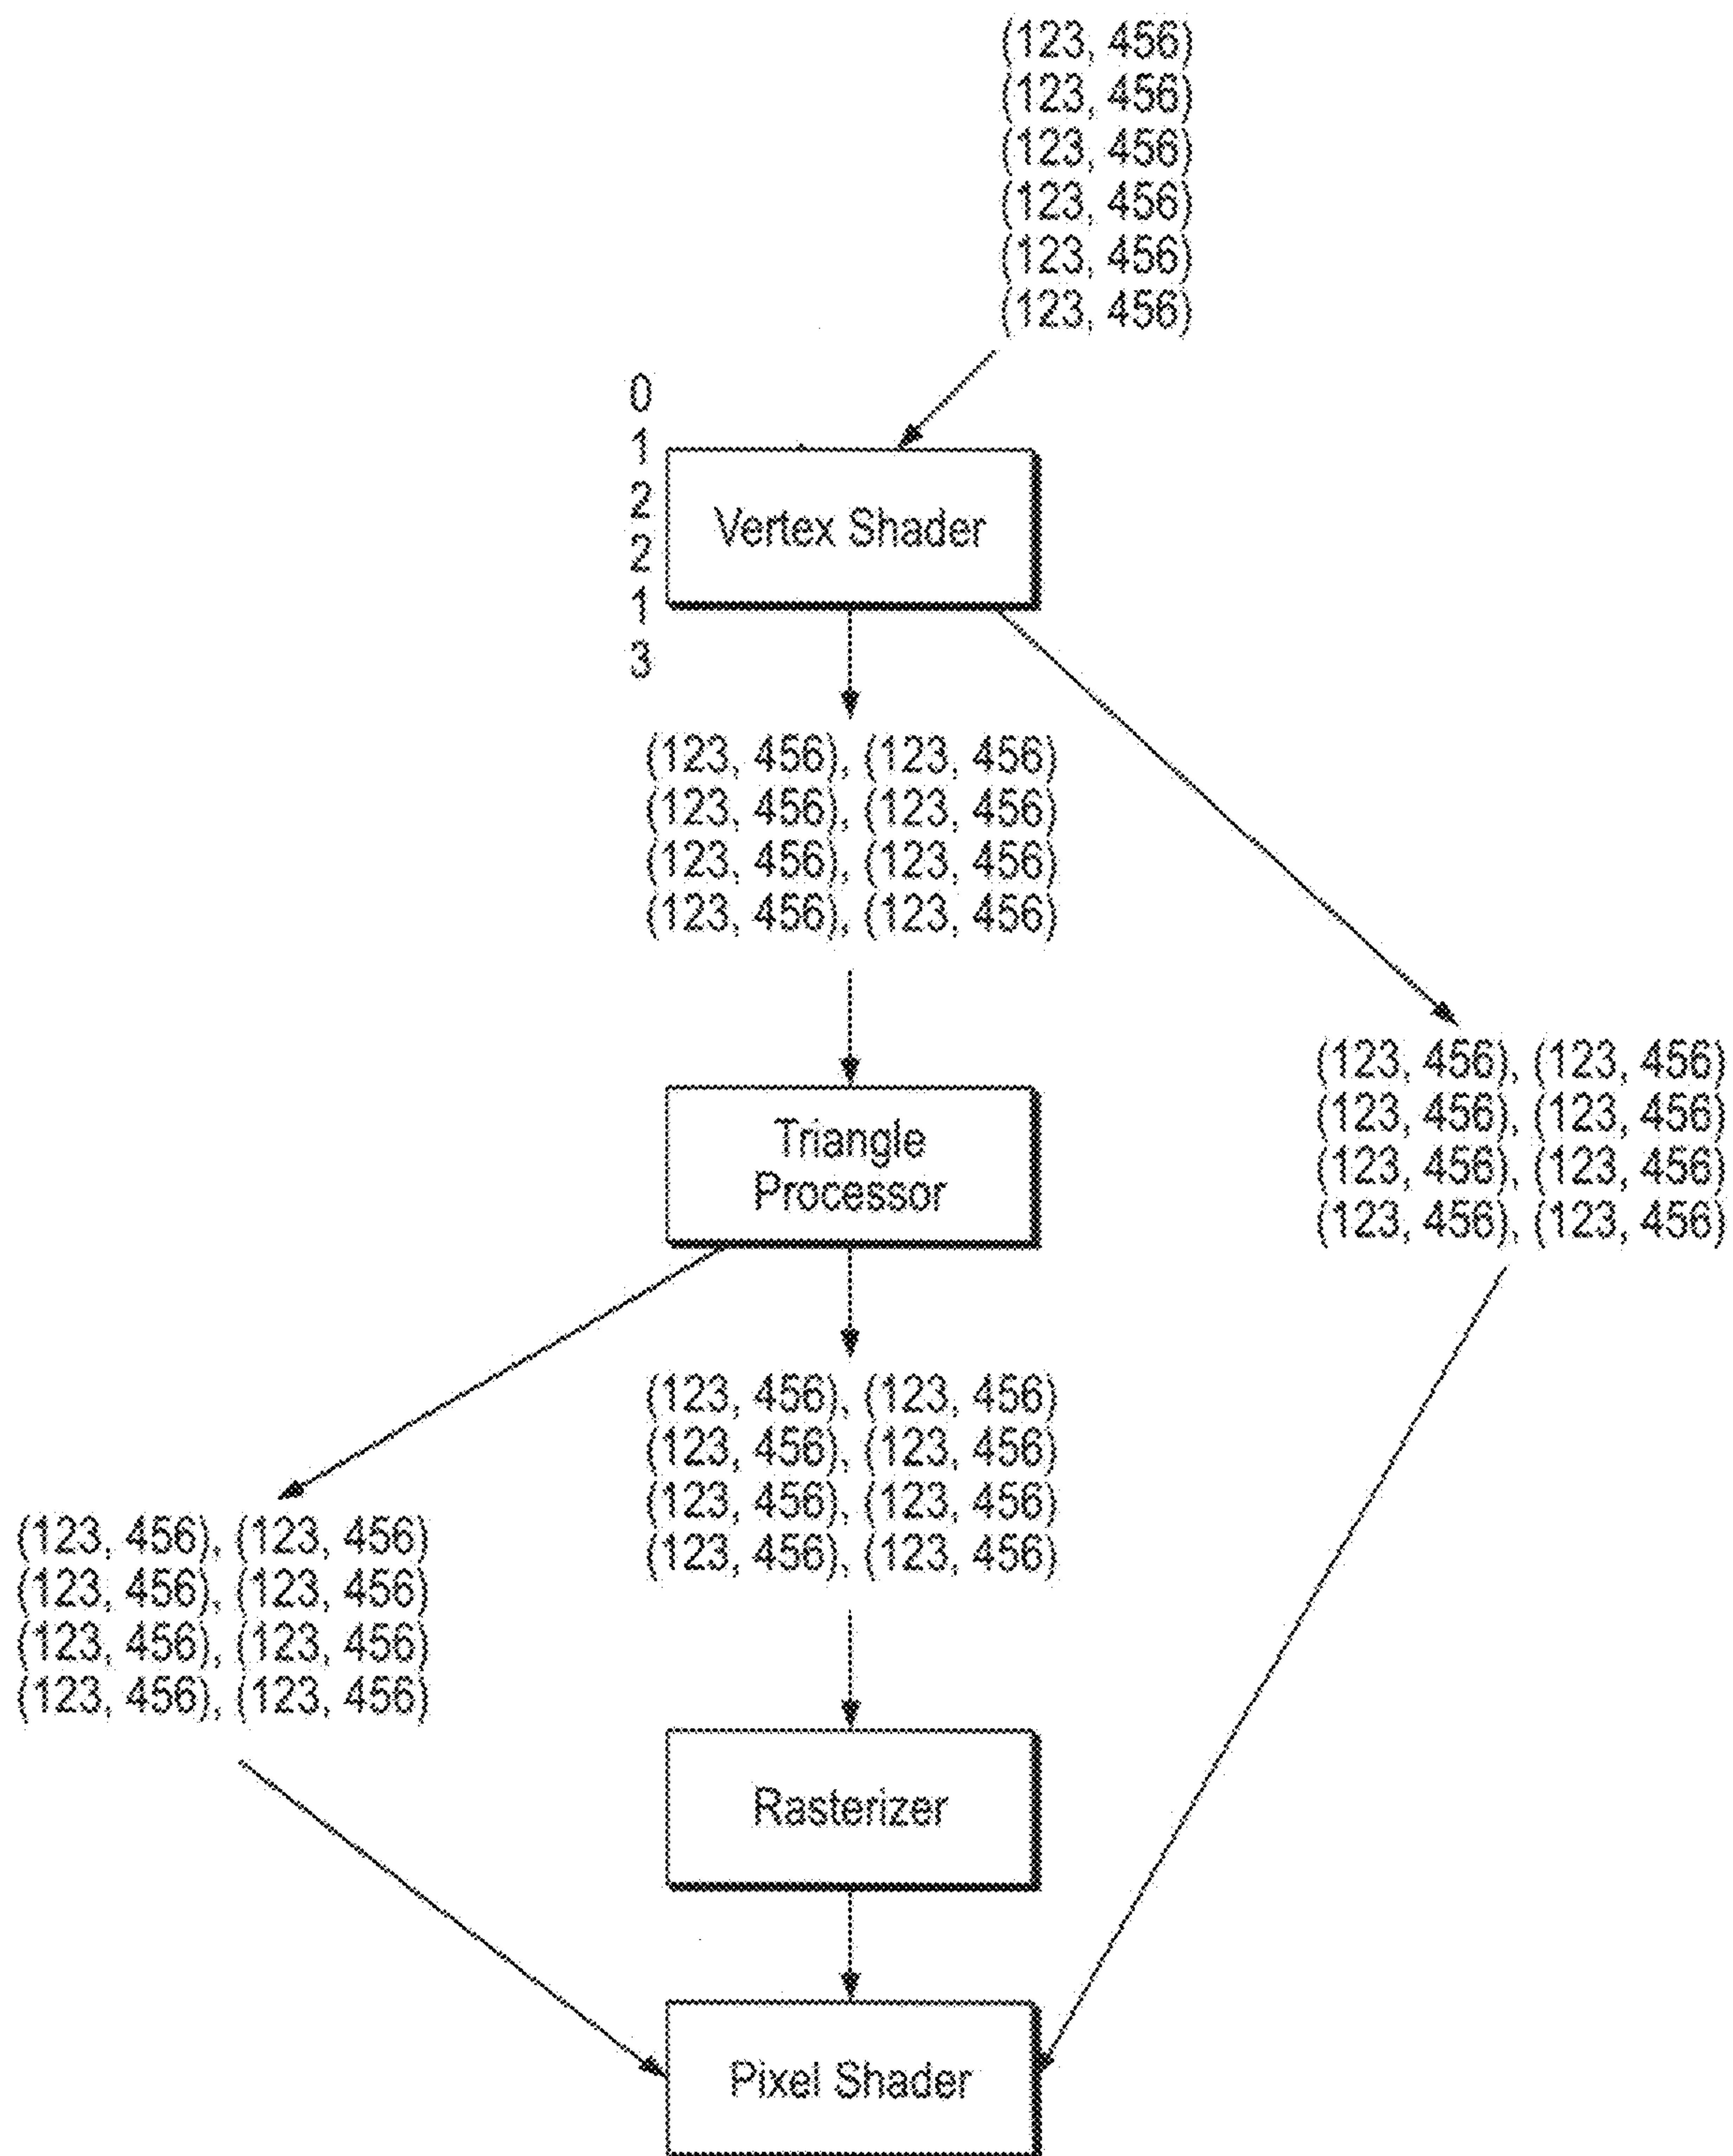 (123, 456)
(123, 456)
(123, 456)
(123, 456)
(123, 456)
(123, 456)
0
1
2
2
1
3
Vertex Shader
(123, 456), (123, 456)
(123, 456), (123, 456)
(123, 456), (123, 456)
(123, 456), (123, 456)
(123, 456), (123, 456)
(123, 456), (123, 456)
(123, 456), (123, 456)
(123, 456), (123, 456)
Triangle
Processor
(123, 456), (123, 456)
(123, 456), (123, 456)
(123, 456), (123, 456)
(123, 456), (123, 456)
(123, 456), (123, 456)
(123, 456), (123, 456)
(123, 456), (123, 456)
(123, 456), (123, 456)
Rasterizer
Pixel Shader